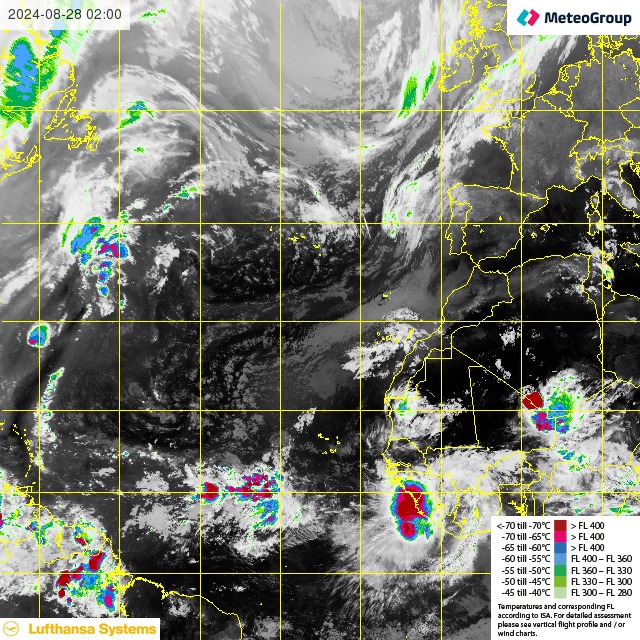 2024-08-28 02:00
MeteoGroup
<-70 till -70°C > FL 400
-70 till -65°C > FL 400
-65 till -60°C > FL 400
-60 till -55°C FL 400 – FL 360
-55 till -50°C FL 360 – FL 330
-50 till -45°C FL 330 – FL 300
-45 till -40°C FL 300 – FL 280
Temperatures and corresponding FL
according to ISA. For detailed assessment
please see vertical flight profile and / or
wind charts.
Lufthansa Systems